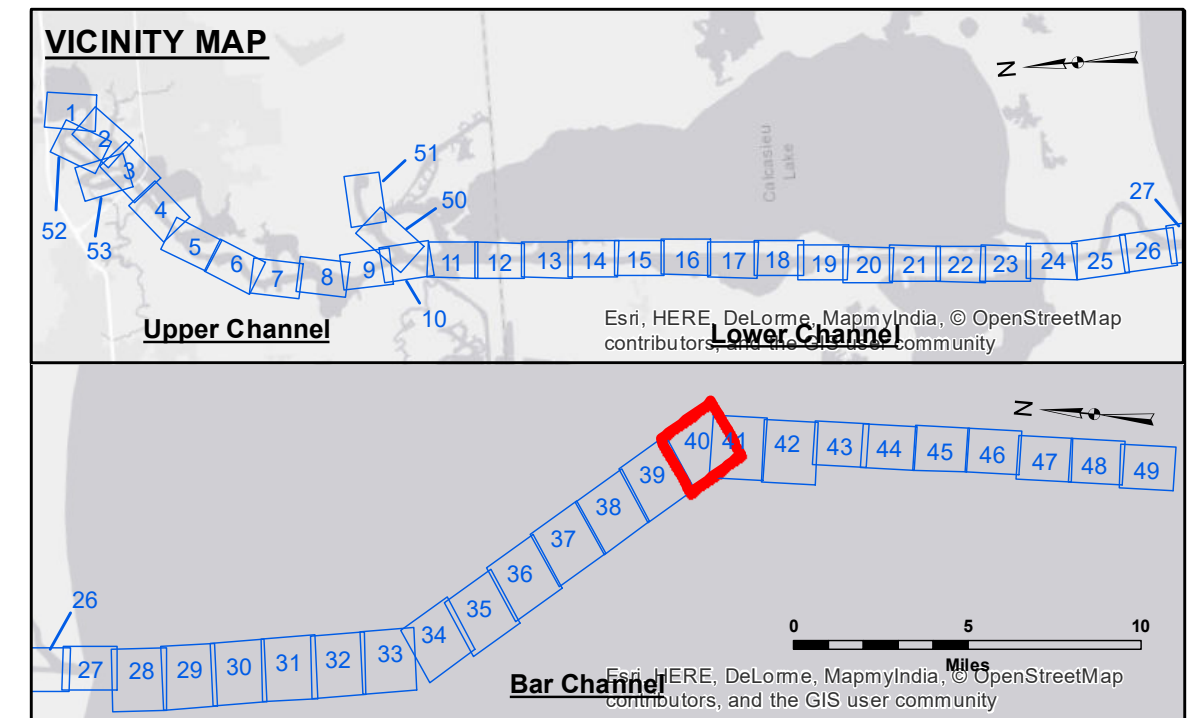 VICINITY MAP
N
1
2
52
3
53
4
5
6
7
8
9
51
50
10
11 12 13 14 15 16 17 18 19 20 21 22 23 24 25 26
27
Calcasieu
Lake
Upper Channel
Lower Channel
Esri, HERE, DeLorme, MapmyIndia, © OpenStreetMap
contributors, and the GIS user community
N
26
27 28 29 30 31 32 33
34
35
36
37
38
39
40 41 42 43 44 45 46 47 48 49
0 5 10
Miles
Bar Channel
Esri, HERE, DeLorme, MapmyIndia, © OpenStreetMap
contributors, and the GIS user community